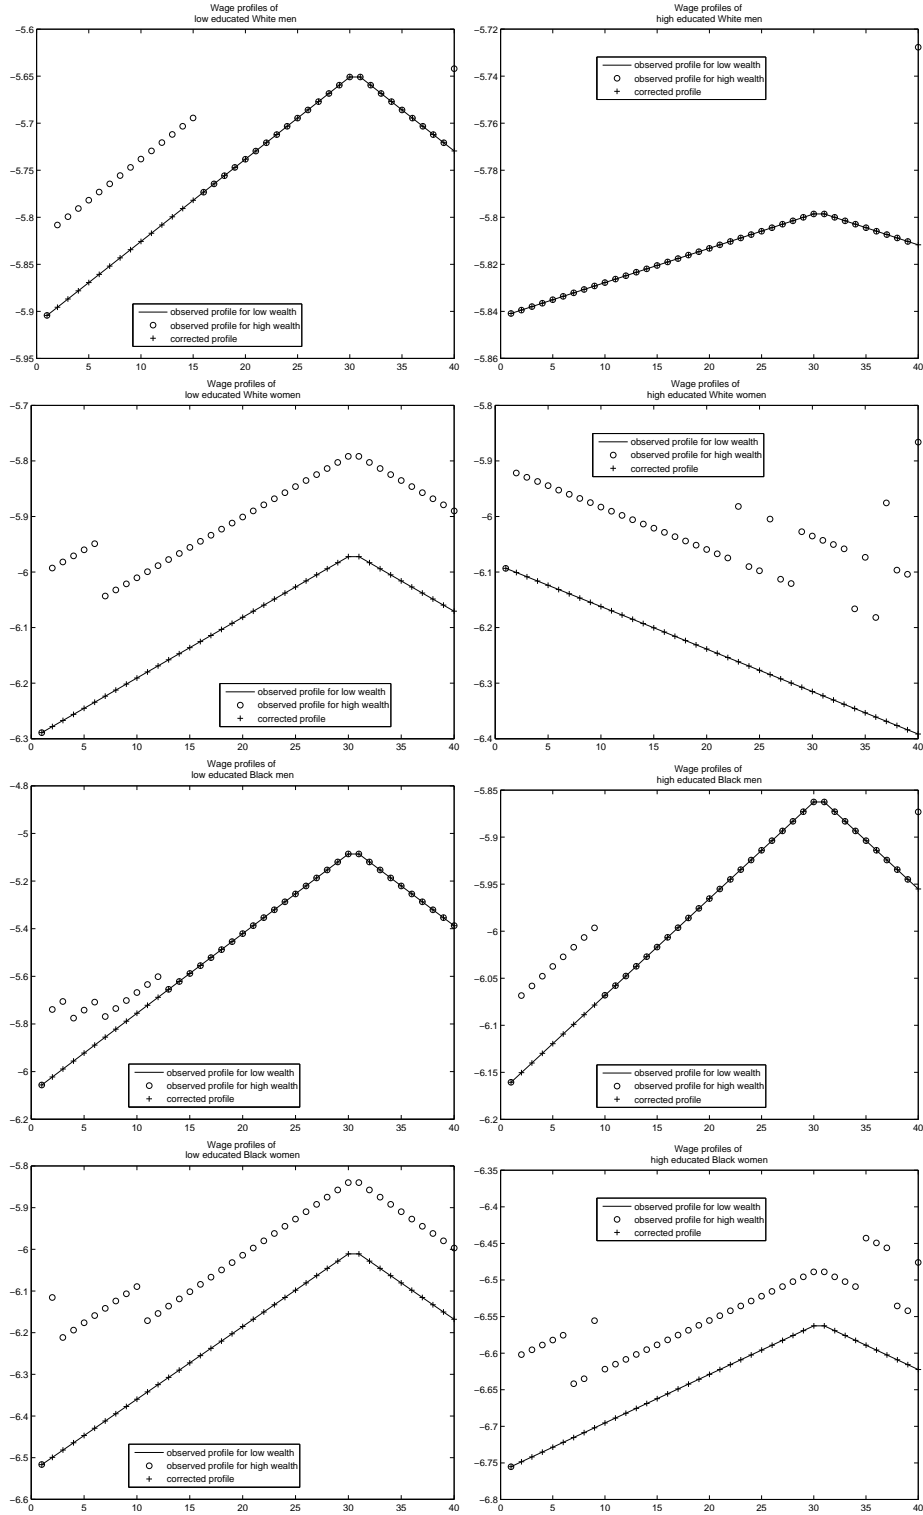 Wage profiles of
low educated White men
−5.6
−5.65
−5.7
−5.75
−5.8
−5.85
−5.9
−5.95
observed profile for low wealth
observed profile for high wealth
corrected profile
0 5 10 15 20 25 30 35 40
Wage profiles of
high educated White men
−5.72
−5.74
−5.76
−5.78
−5.8
−5.82
−5.84
−5.86
observed profile for low wealth
observed profile for high wealth
corrected profile
0 5 10 15 20 25 30 35 40
Wage profiles of
low educated White women
−5.7
−5.8
−5.9
−6
−6.1
−6.2
−6.3
observed profile for low wealth
observed profile for high wealth
corrected profile
0 5 10 15 20 25 30 35 40
Wage profiles of
high educated White women
−5.8
−5.9
−6
−6.1
−6.2
−6.3
−6.4
observed profile for low wealth
observed profile for high wealth
corrected profile
0 5 10 15 20 25 30 35 40
Wage profiles of
low educated Black men
−4.8
−5
−5.2
−5.4
−5.6
−5.8
−6
−6.2
observed profile for low wealth
observed profile for high wealth
corrected profile
0 5 10 15 20 25 30 35 40
Wage profiles of
high educated Black men
−5.85
−5.9
−5.95
−6
−6.05
−6.1
−6.15
−6.2
observed profile for low wealth
observed profile for high wealth
corrected profile
0 5 10 15 20 25 30 35 40
Wage profiles of
low educated Black women
−5.8
−5.9
−6
−6.1
−6.2
−6.3
−6.4
−6.5
−6.6
observed profile for low wealth
observed profile for high wealth
corrected profile
0 5 10 15 20 25 30 35 40
Wage profiles of
high educated Black women
−6.35
−6.4
−6.45
−6.5
−6.55
−6.6
−6.65
−6.7
−6.75
−6.8
observed profile for low wealth
observed profile for high wealth
corrected profile
0 5 10 15 20 25 30 35 40